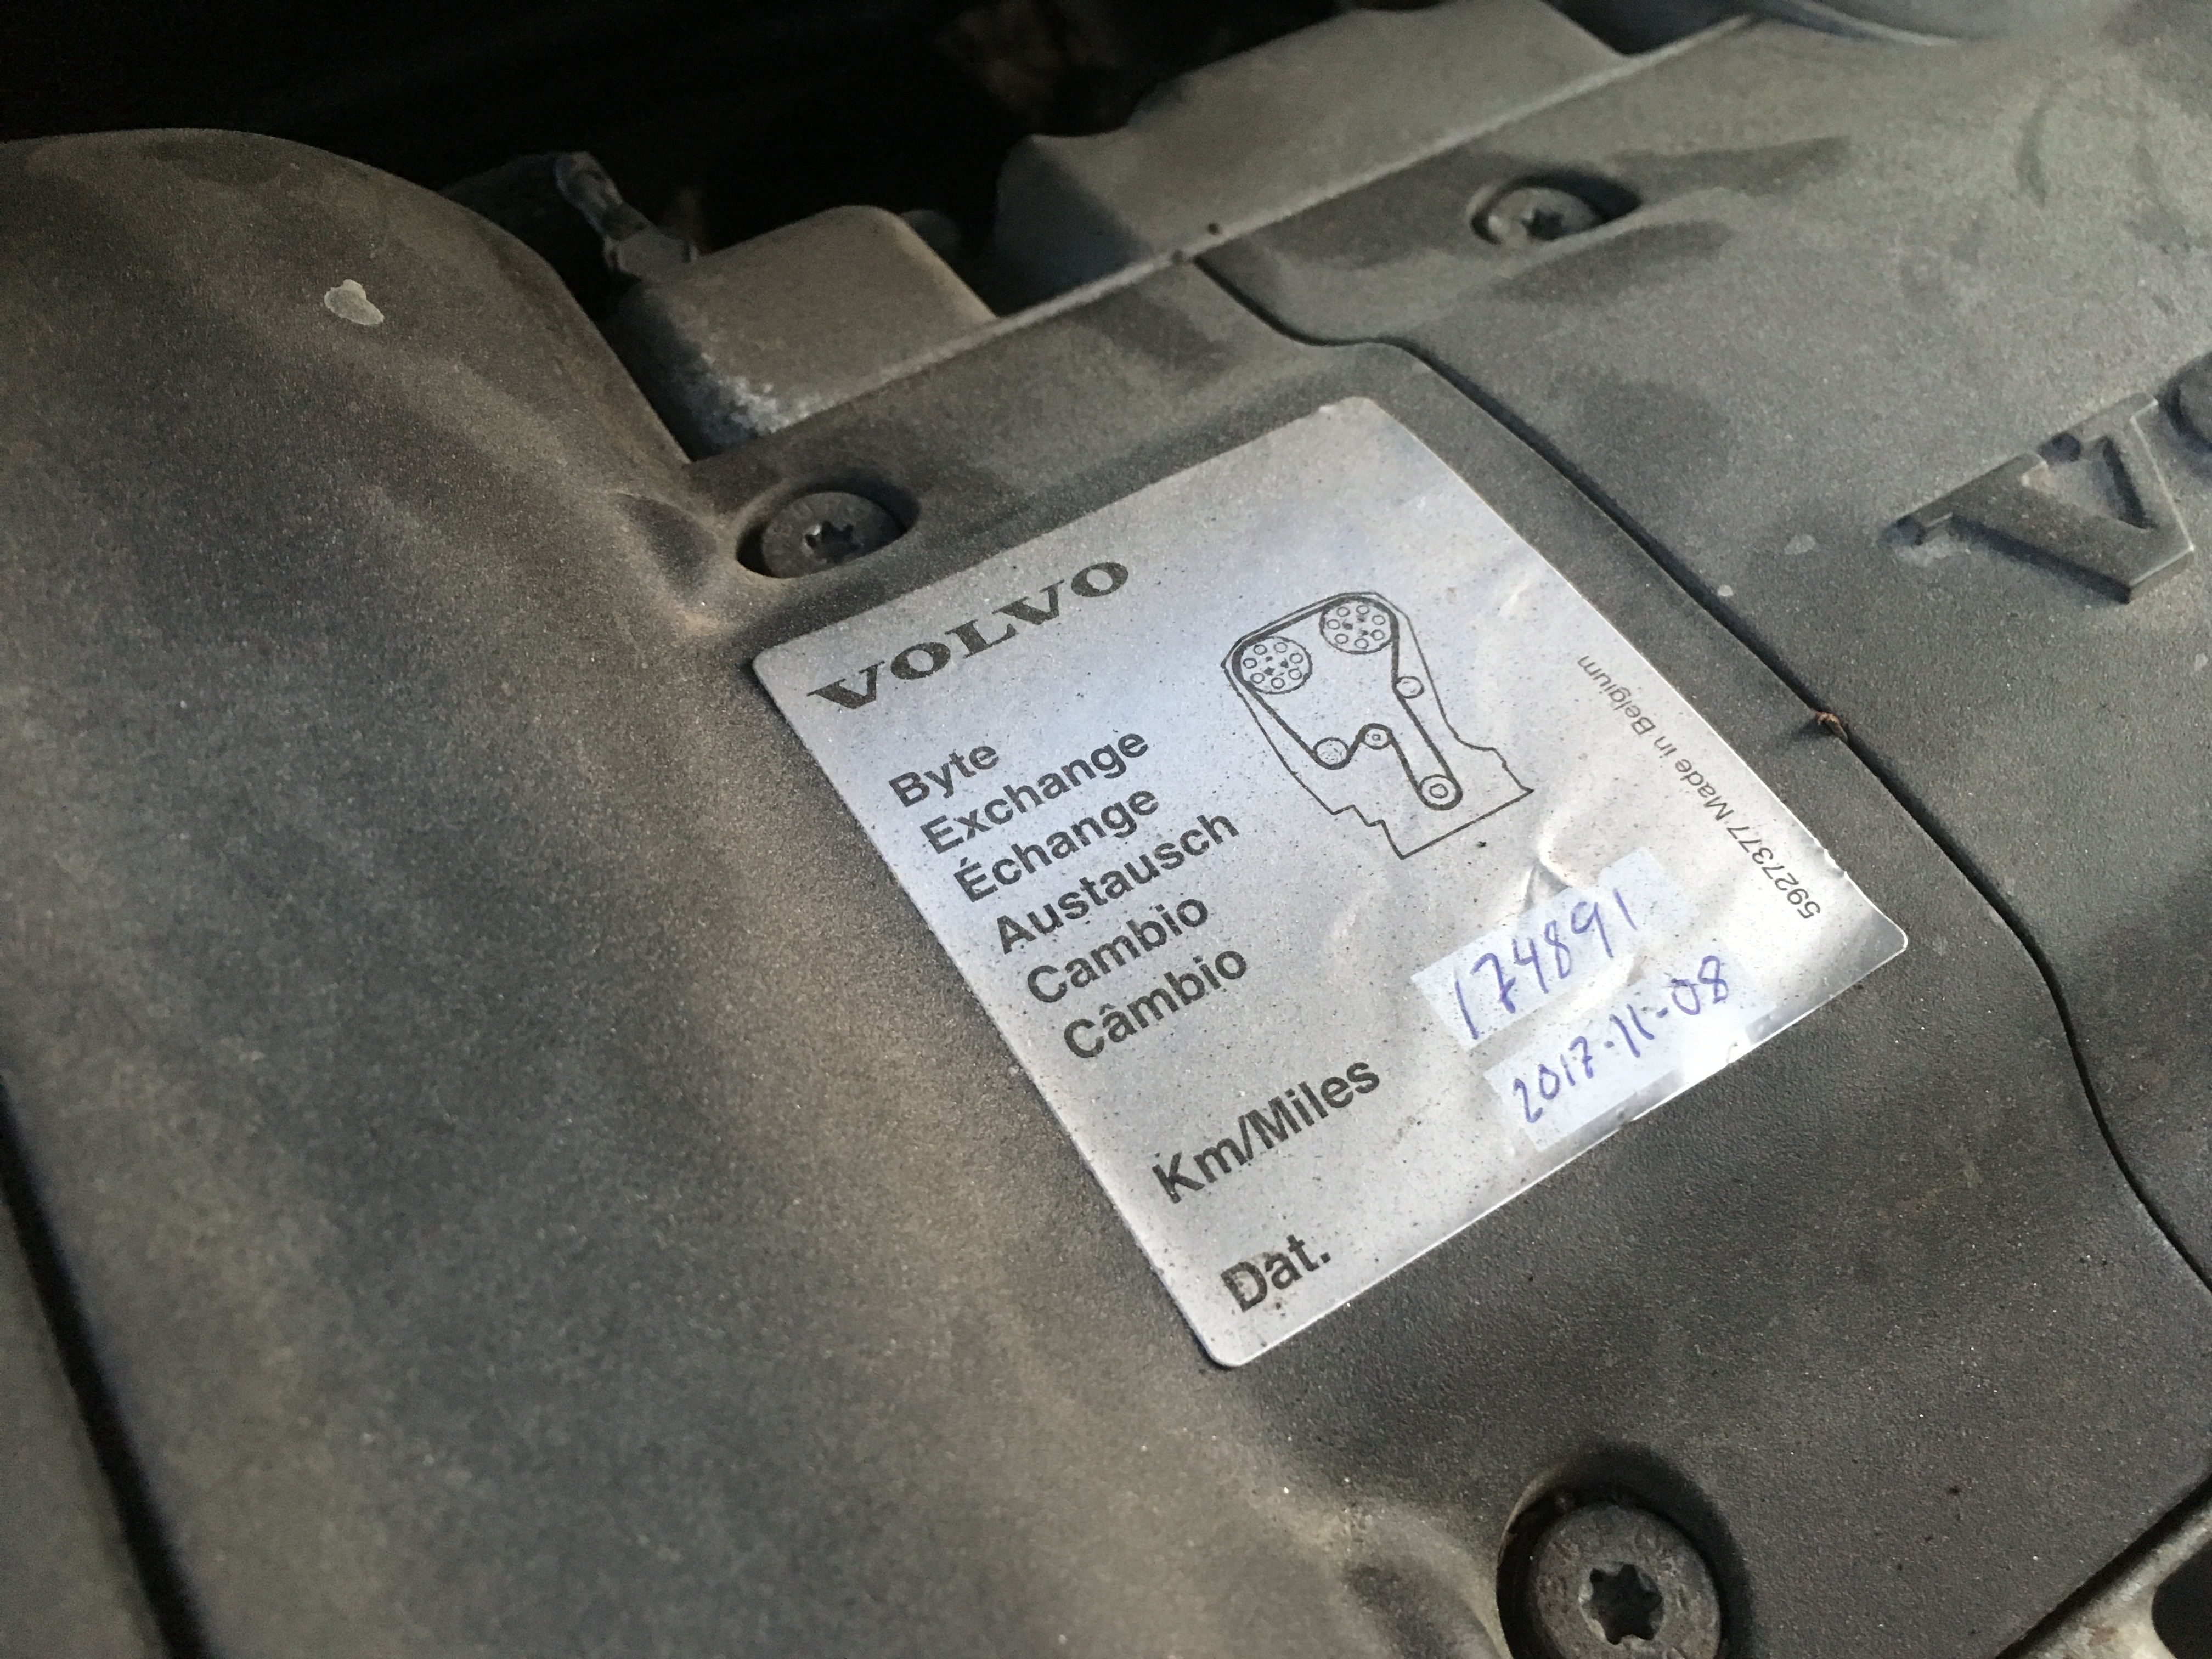 VOLVO
Byte
Exchange
Échange
Austausch
Cambio
Câmbio
Km/Miles 174891
Dat. 2017-11-08
5927377 Made in Belgium